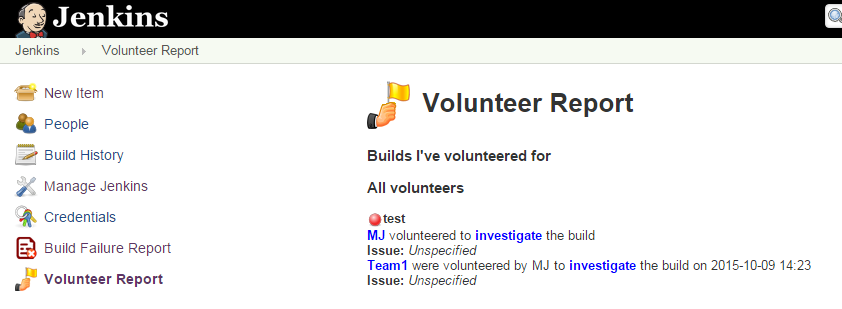 Jenkins
Jenkins Volunteer Report
New Item
People
Build History
Manage Jenkins
Credentials
Build Failure Report
Volunteer Report
Volunteer Report
Builds I've volunteered for
All volunteers
test
MJ volunteered to investigate the build
Issue: Unspecified
Team1 were volunteered by MJ to investigate the build on 2015-10-09 14:23
Issue: Unspecified